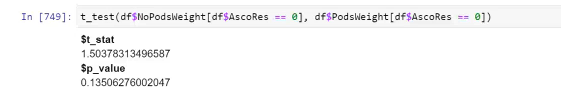 In [749]: t_test(df$NoPodsWeight[df$AscoRes == 0], df$PodsWeight[df$AscoRes == 0])
$t_stat
1.50378313496587
$p_value
0.13506276002047